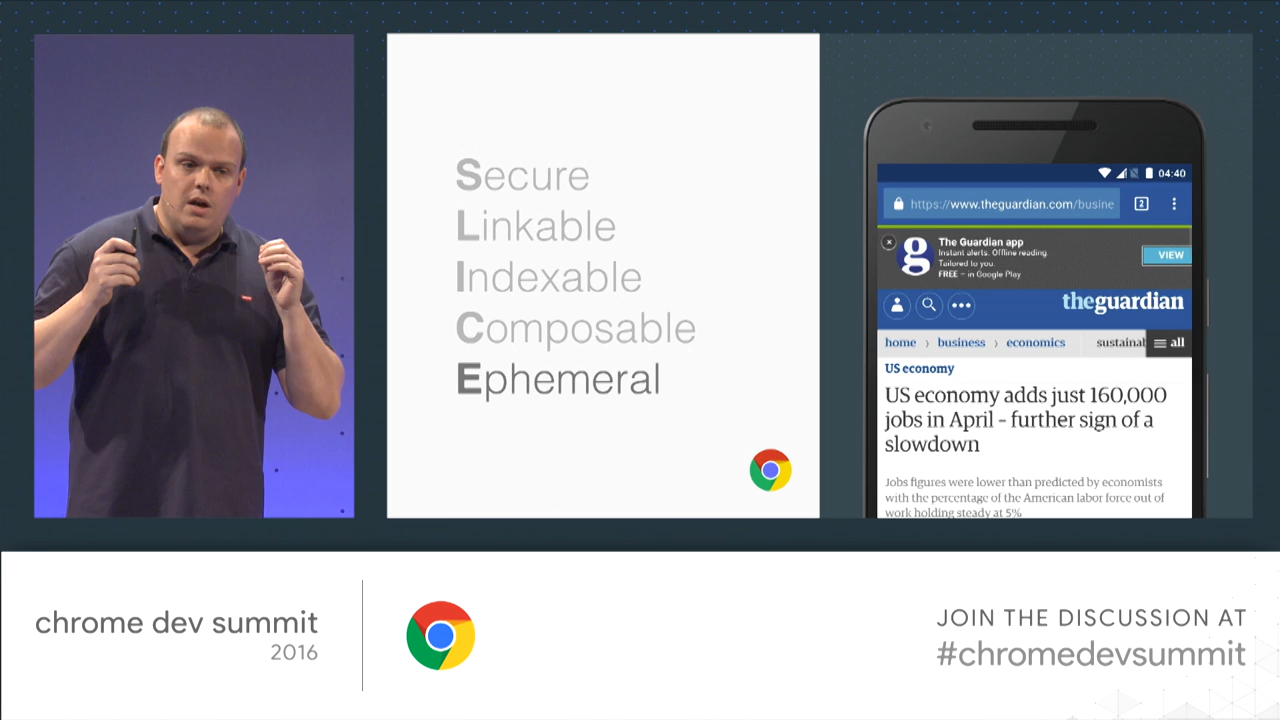 Secure
Linkable
Indexable
Composable
Ephemeral
04:40
https://www.theguardian.com/busine
2
The Guardian app
Instant alerts. Offline reading.
Tailored to you.
FREE – in Google Play
VIEW
g
theguardian
home › business › economics sustainab all
US economy
US economy adds just 160,000
jobs in April – further sign of a
slowdown
Jobs figures were lower than predicted by economists
with the percentage of the American labor force out of
work holding steady at 5%
chrome dev summit
2016
JOIN THE DISCUSSION AT
#chromedevsummit